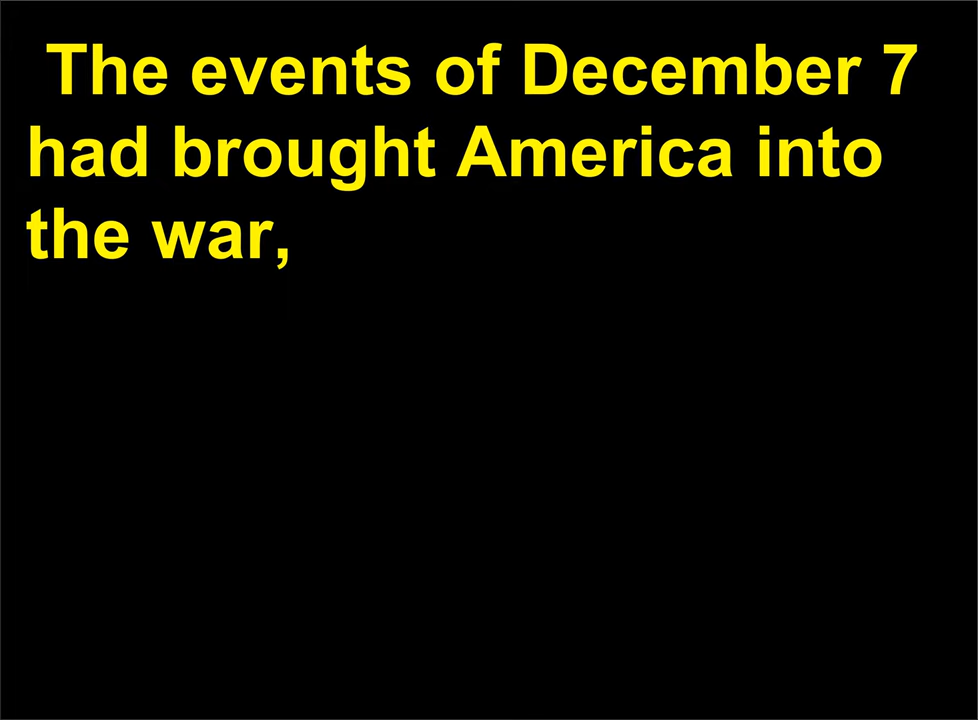 The events of December 7
had brought America into
the war,